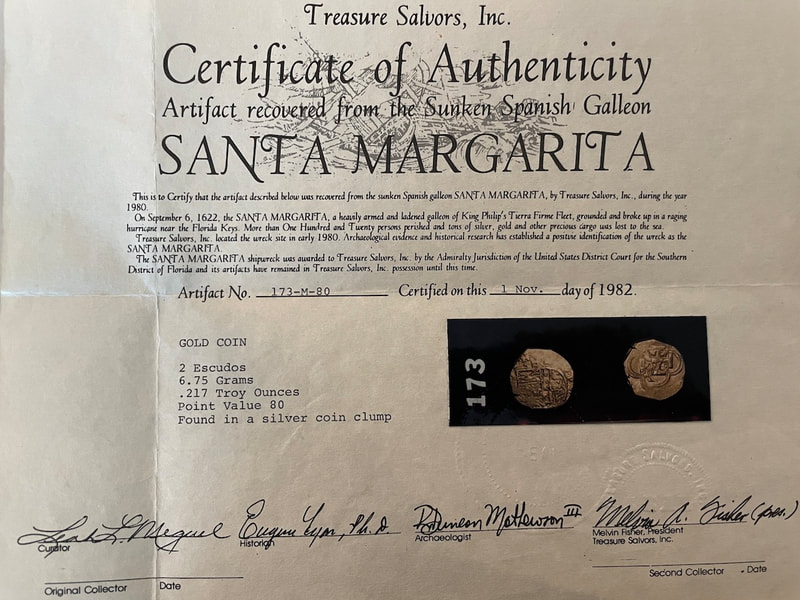 Treasure Salvors, Inc.
Certificate of Authenticity
Artifact recovered from the Sunken Spanish Galleon
SANTA MARGARITA
This is to Certify that the artifact described below was recovered from the sunken Spanish galleon SANTA MARGARITA, by Treasure Salvors, Inc., during the year
1980.
On September 6, 1622, the SANTA MARGARITA, a heavily armed and ladened galleon of King Philip's Tierra Firme Fleet, grounded and broke up in a raging
hurricane near the Florida Keys. More than One Hundred and Twenty persons perished and tons of silver, gold and other precious cargo was lost to the sea.
Treasure Salvors, Inc. located the wreck site in early 1980. Archaeological evidence and historical research has established a positive identification of the wreck as the
SANTA MARGARITA.
The SANTA MARGARITA shipwreck was awarded to Treasure Salvors, Inc. by the Admiralty Jurisdiction of the United States District Court for the Southern
District of Florida and its artifacts have remained in Treasure Salvors, Inc. possession until this time.
Artifact No. 173-M-80 Certified on this 1 Nov. day of 1982.
GOLD COIN
2 Escudos
6.75 Grams
.217 Troy Ounces
Point Value 80
Found in a silver coin clump
173
Eugene Lyon, Ph.D.
R. Duncan Mathewson III
Melvin A. Fisher (pres.)
Curator
Historian
Archaeologist
Melvin Fisher, President
Treasure Salvors, Inc.
Original Collector Date
Second Collector Date